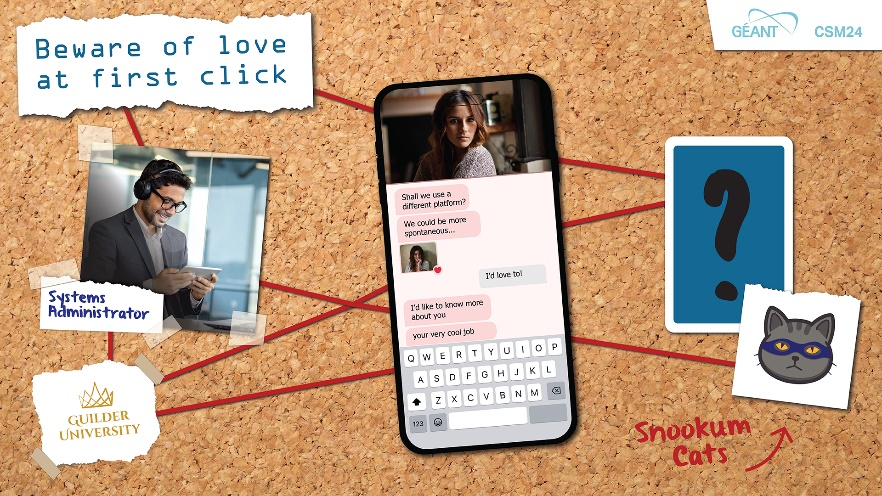 Beware of love
at first click
GÉANT
CSM24
Shall we use a
different platform?
We could be more
spontaneous...
I'd love to!
I'd like to know more
about you
your very cool job
Q W E R T Y U I O P
A S D F G H J K L
Z X C V B N M
123
Systems
Administrator
GUILDER
UNIVERSITY
?
Snookum
Cats